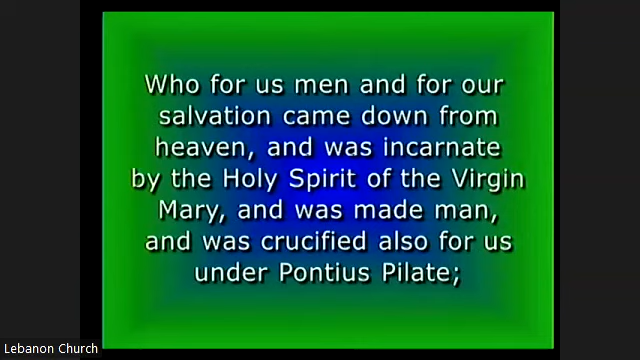 Who for us men and for our
salvation came down from
heaven, and was incarnate
by the Holy Spirit of the Virgin
Mary, and was made man,
and was crucified also for us
under Pontius Pilate;
Lebanon Church